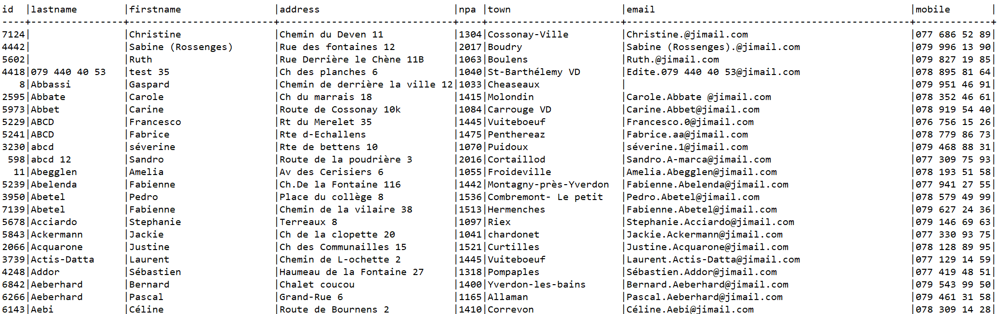 id  |lastname        |firstname                 |address                       |npa |town                   |email                                            |mobile       |
----+----------------+--------------------------+------------------------------+----+-----------------------+-------------------------------------------------+-------------+
7124|                |Christine                 |Chemin du Deven 11            |1304|Cossonay-Ville         |Christine.@jimail.com                            |077 686 52 89|
4442|                |Sabine (Rossenges)        |Rue des fontaines 12          |2017|Boudry                 |Sabine (Rossenges).@jimail.com                   |079 996 13 90|
5602|                |Ruth                      |Rue Derrière le Chène 11B     |1063|Boulens                |Ruth.@jimail.com                                 |079 827 19 85|
4418|079 440 40 53   |test 35                   |Ch des planches 6             |1040|St-Barthélemy VD       |Edite.079 440 40 53@jimail.com                   |078 895 81 64|
   8|Abbassi         |Gaspard                   |Chemin de derrière la ville 12|1033|Cheaseaux              |                                                 |079 951 46 91|
2595|Abbate          |Carole                    |Ch du marrais 18              |1415|Molondin               |Carole.Abbate @jimail.com                        |078 352 46 61|
5973|Abbet           |Carine                    |Route de Cossonay 10k         |1084|Carrouge VD            |Carine.Abbet@jimail.com                          |078 919 54 40|
5229|ABCD            |Francesco                 |Rt du Merelet 35              |1445|Vuiteboeuf             |Francesco.0@jimail.com                           |076 756 15 26|
5241|ABCD            |Fabrice                   |Rte d-Echallens               |1475|Penthereaz             |Fabrice.aa@jimail.com                            |078 779 86 73|
3230|abcd            |séverine                  |Rte de bettens 10             |1070|Puidoux                |séverine.1@jimail.com                            |079 468 88 31|
 598|abcd 12         |Sandro                    |Route de la poudrière 3       |2016|Cortaillod             |Sandro.A-marca@jimail.com                        |077 309 75 93|
  11|Abegglen        |Amelia                    |Av des Cerisiers 6            |1055|Froideville            |Amelia.Abegglen@jimail.com                       |078 193 51 58|
5239|Abelenda        |Fabienne                  |Ch.De la Fontaine 116         |1442|Montagny-près-Yverdon  |Fabienne.Abelenda@jimail.com                     |077 941 27 55|
3950|Abetel          |Pedro                     |Place du collège 8            |1536|Combremont- Le petit   |Pedro.Abetel@jimail.com                          |078 579 49 99|
7139|Abetel          |Fabienne                  |Chemin de la vilaire 38       |1513|Hermenches             |Fabienne.Abetel@jimail.com                       |079 627 24 36|
5678|Acciardo        |Stephanie                 |Terreaux 8                    |1097|Riex                   |Stephanie.Acciardo@jimail.com                    |079 146 69 63|
5843|Ackermann       |Jackie                    |Ch de la clopette 20          |1041|chardonet              |Jackie.Ackermann@jimail.com                      |077 330 93 75|
2066|Acquarone       |Justine                   |Ch des Communailles 15        |1521|Curtilles              |Justine.Acquarone@jimail.com                     |078 128 89 95|
3739|Actis-Datta     |Laurent                   |Chemin de L-ochette 2         |1445|Vuiteboeuf             |Laurent.Actis-Datta@jimail.com                   |077 129 14 59|
4248|Addor           |Sébastien                 |Haumeau de la Fontaine 27     |1318|Pompaples              |Sébastien.Addor@jimail.com                       |077 419 48 51|
6842|Aeberhard       |Bernard                   |Chalet coucou                 |1400|Yverdon-les-bains      |Bernard.Aeberhard@jimail.com                     |079 543 99 50|
6266|Aeberhard       |Pascal                    |Grand-Rue 6                   |1165|Allaman                |Pascal.Aeberhard@jimail.com                      |079 461 31 58|
6143|Aebi            |Céline                    |Route de Bournens 2           |1410|Correvon               |Céline.Aebi@jimail.com                           |078 309 14 28|